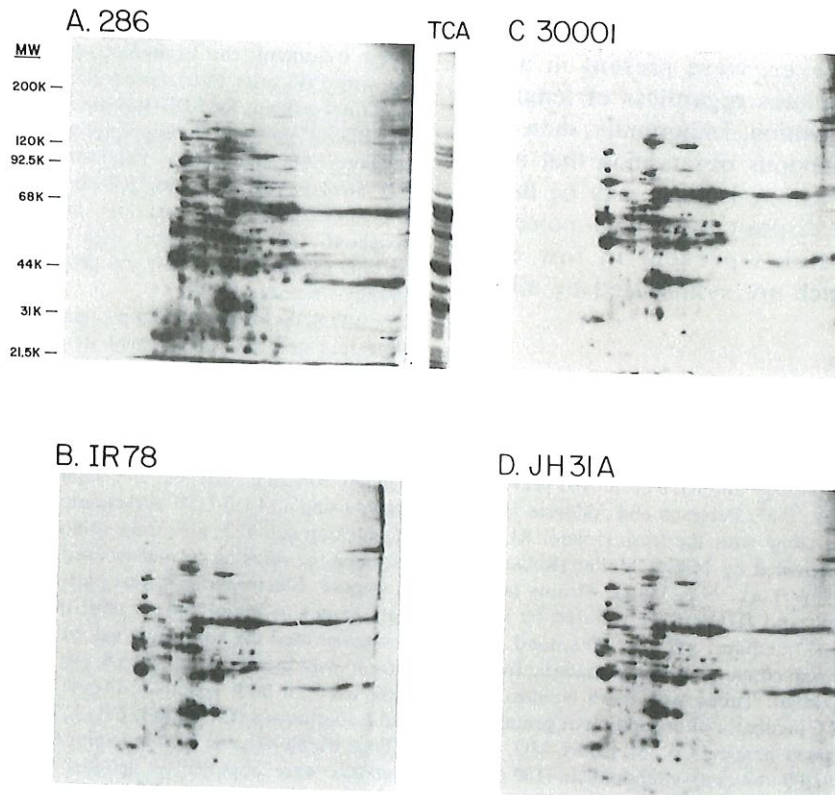 A. 286
TCA
C 30001
MW
200K
120K
92.5K
68K
44K
31K
21.5K
B. IR78
D. JH31A